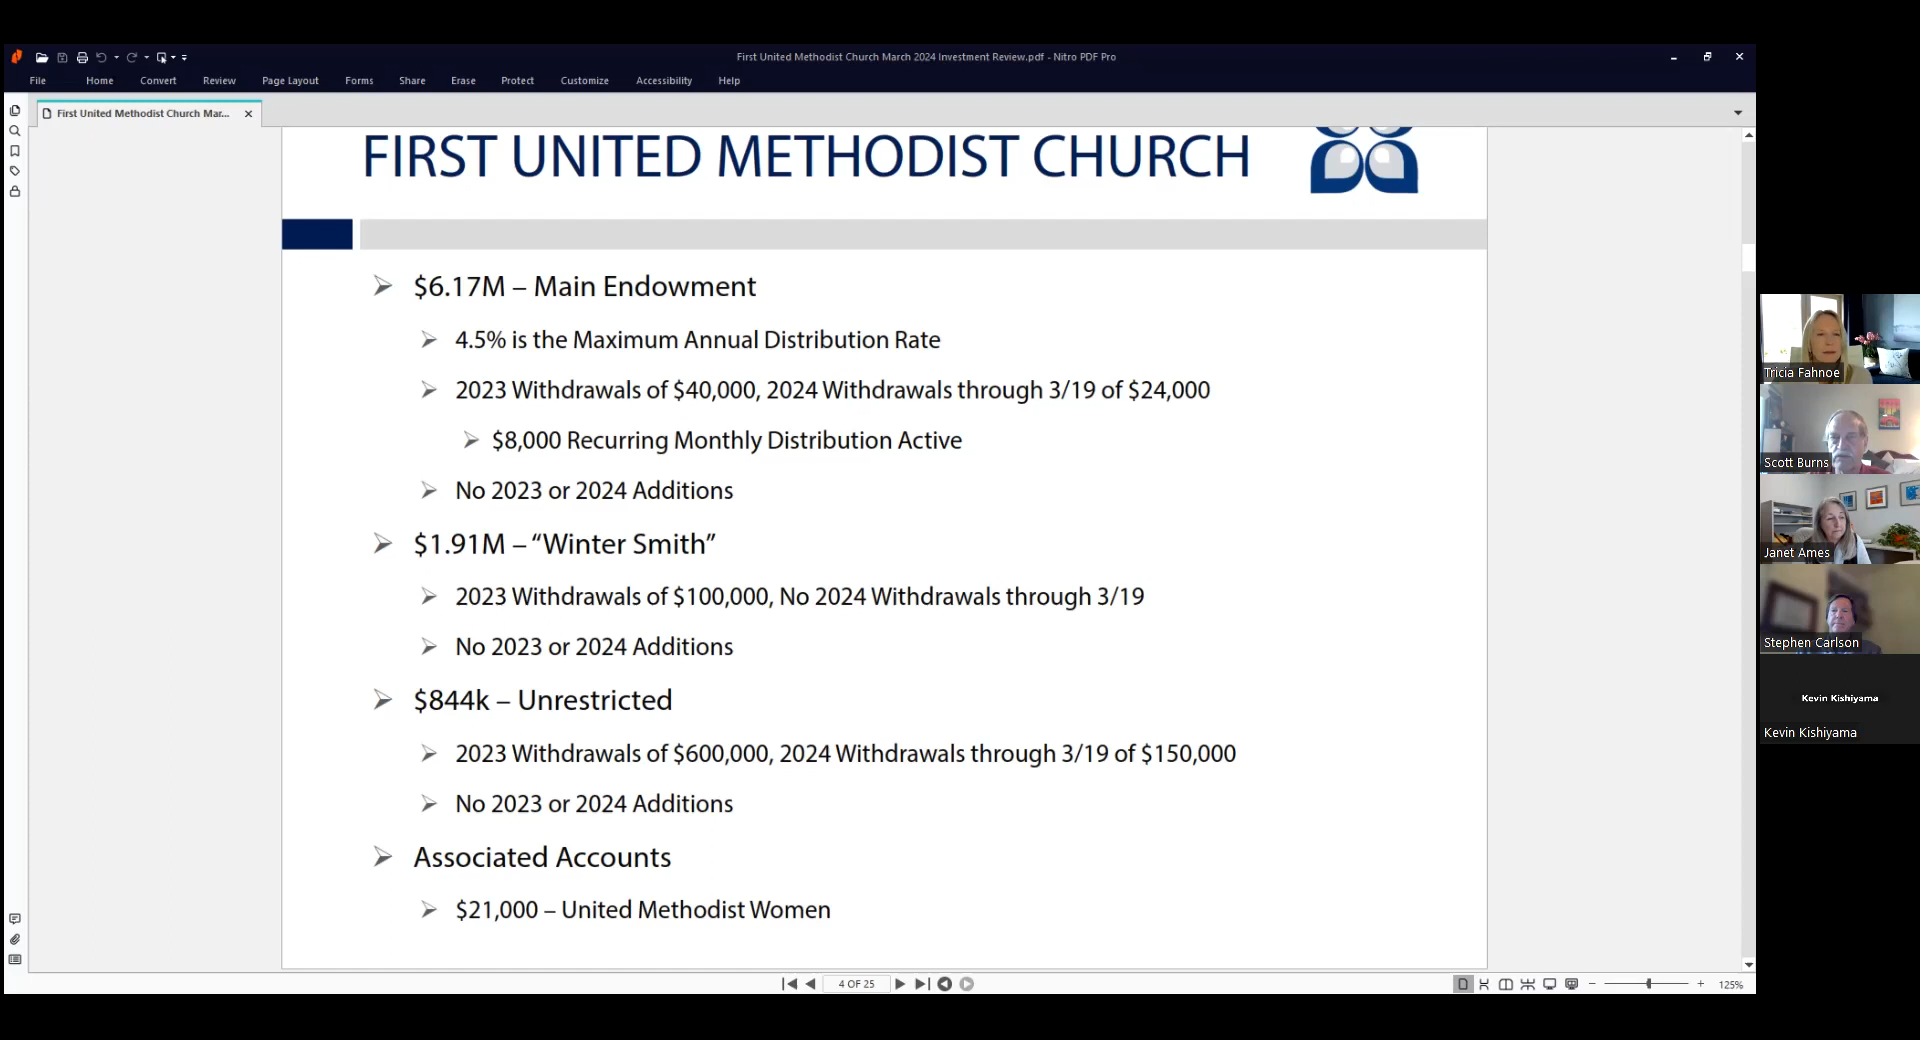 First United Methodist Church March 2024 Investment Review.pdf - Nitro PDF Pro
File Home Convert Review Page Layout Forms Share Erase Protect Customize Accessibility Help
First United Methodist Church Mar...
FIRST UNITED METHODIST CHURCH
$6.17M – Main Endowment
4.5% is the Maximum Annual Distribution Rate
2023 Withdrawals of $40,000, 2024 Withdrawals through 3/19 of $24,000
$8,000 Recurring Monthly Distribution Active
No 2023 or 2024 Additions
$1.91M – “Winter Smith”
2023 Withdrawals of $100,000, No 2024 Withdrawals through 3/19
No 2023 or 2024 Additions
$844k – Unrestricted
2023 Withdrawals of $600,000, 2024 Withdrawals through 3/19 of $150,000
No 2023 or 2024 Additions
Associated Accounts
$21,000 – United Methodist Women
4 OF 25
125%
Tricia Fahnoe
Scott Burns
Janet Ames
Stephen Carlson
Kevin Kishiyama
Kevin Kishiyama